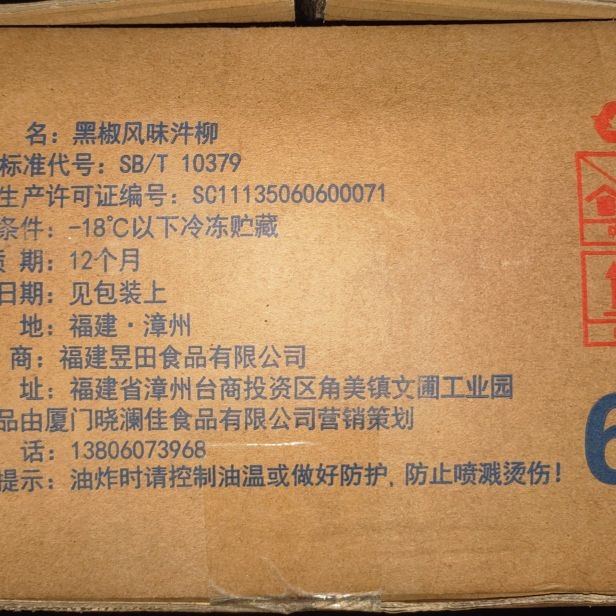 名：黑椒风味汼柳
标准代号：SB/T 10379
生产许可证编号：SC11135060600071
条件：-18℃以下冷冻贮藏
质 期：12个月
日期：见包装上
地：福建·漳州
商：福建昱田食品有限公司
址：福建省漳州台商投资区角美镇文圃工业园
品由厦门晓澜佳食品有限公司营销策划
话：13806073968
提示：油炸时请控制油温或做好防护，防止喷溅烫伤！
6